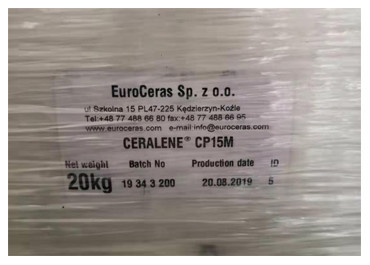 EuroCeras Sp. z o.o.
ul Szkolna 15 PL47-225 Kędzierzyn-Koźle
Tel:+48 77 488 66 80 fax:+48 77 488 66 95
www.euroceras.com e-mail:info@euroceras.com
CERALENE® CP15M
Net weight Batch No Production date ID
20kg 19 34 3 200 20.08.2019 5